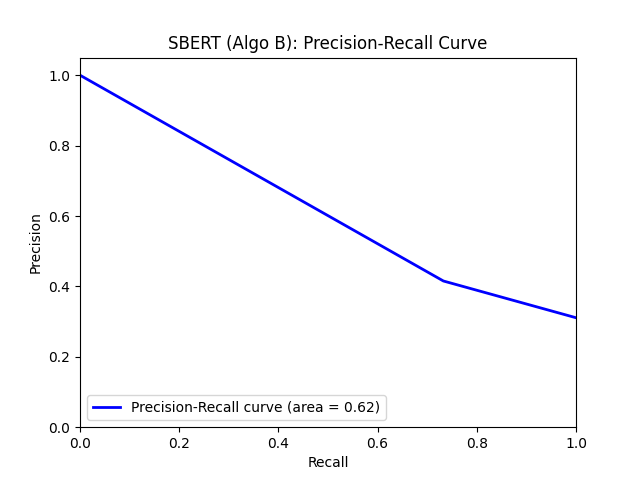 SBERT (Algo B): Precision-Recall Curve
1.0
0.8
0.6
0.4
0.2
0.0
Precision
Precision-Recall curve (area = 0.62)
0.0 0.2 0.4 0.6 0.8 1.0
Recall